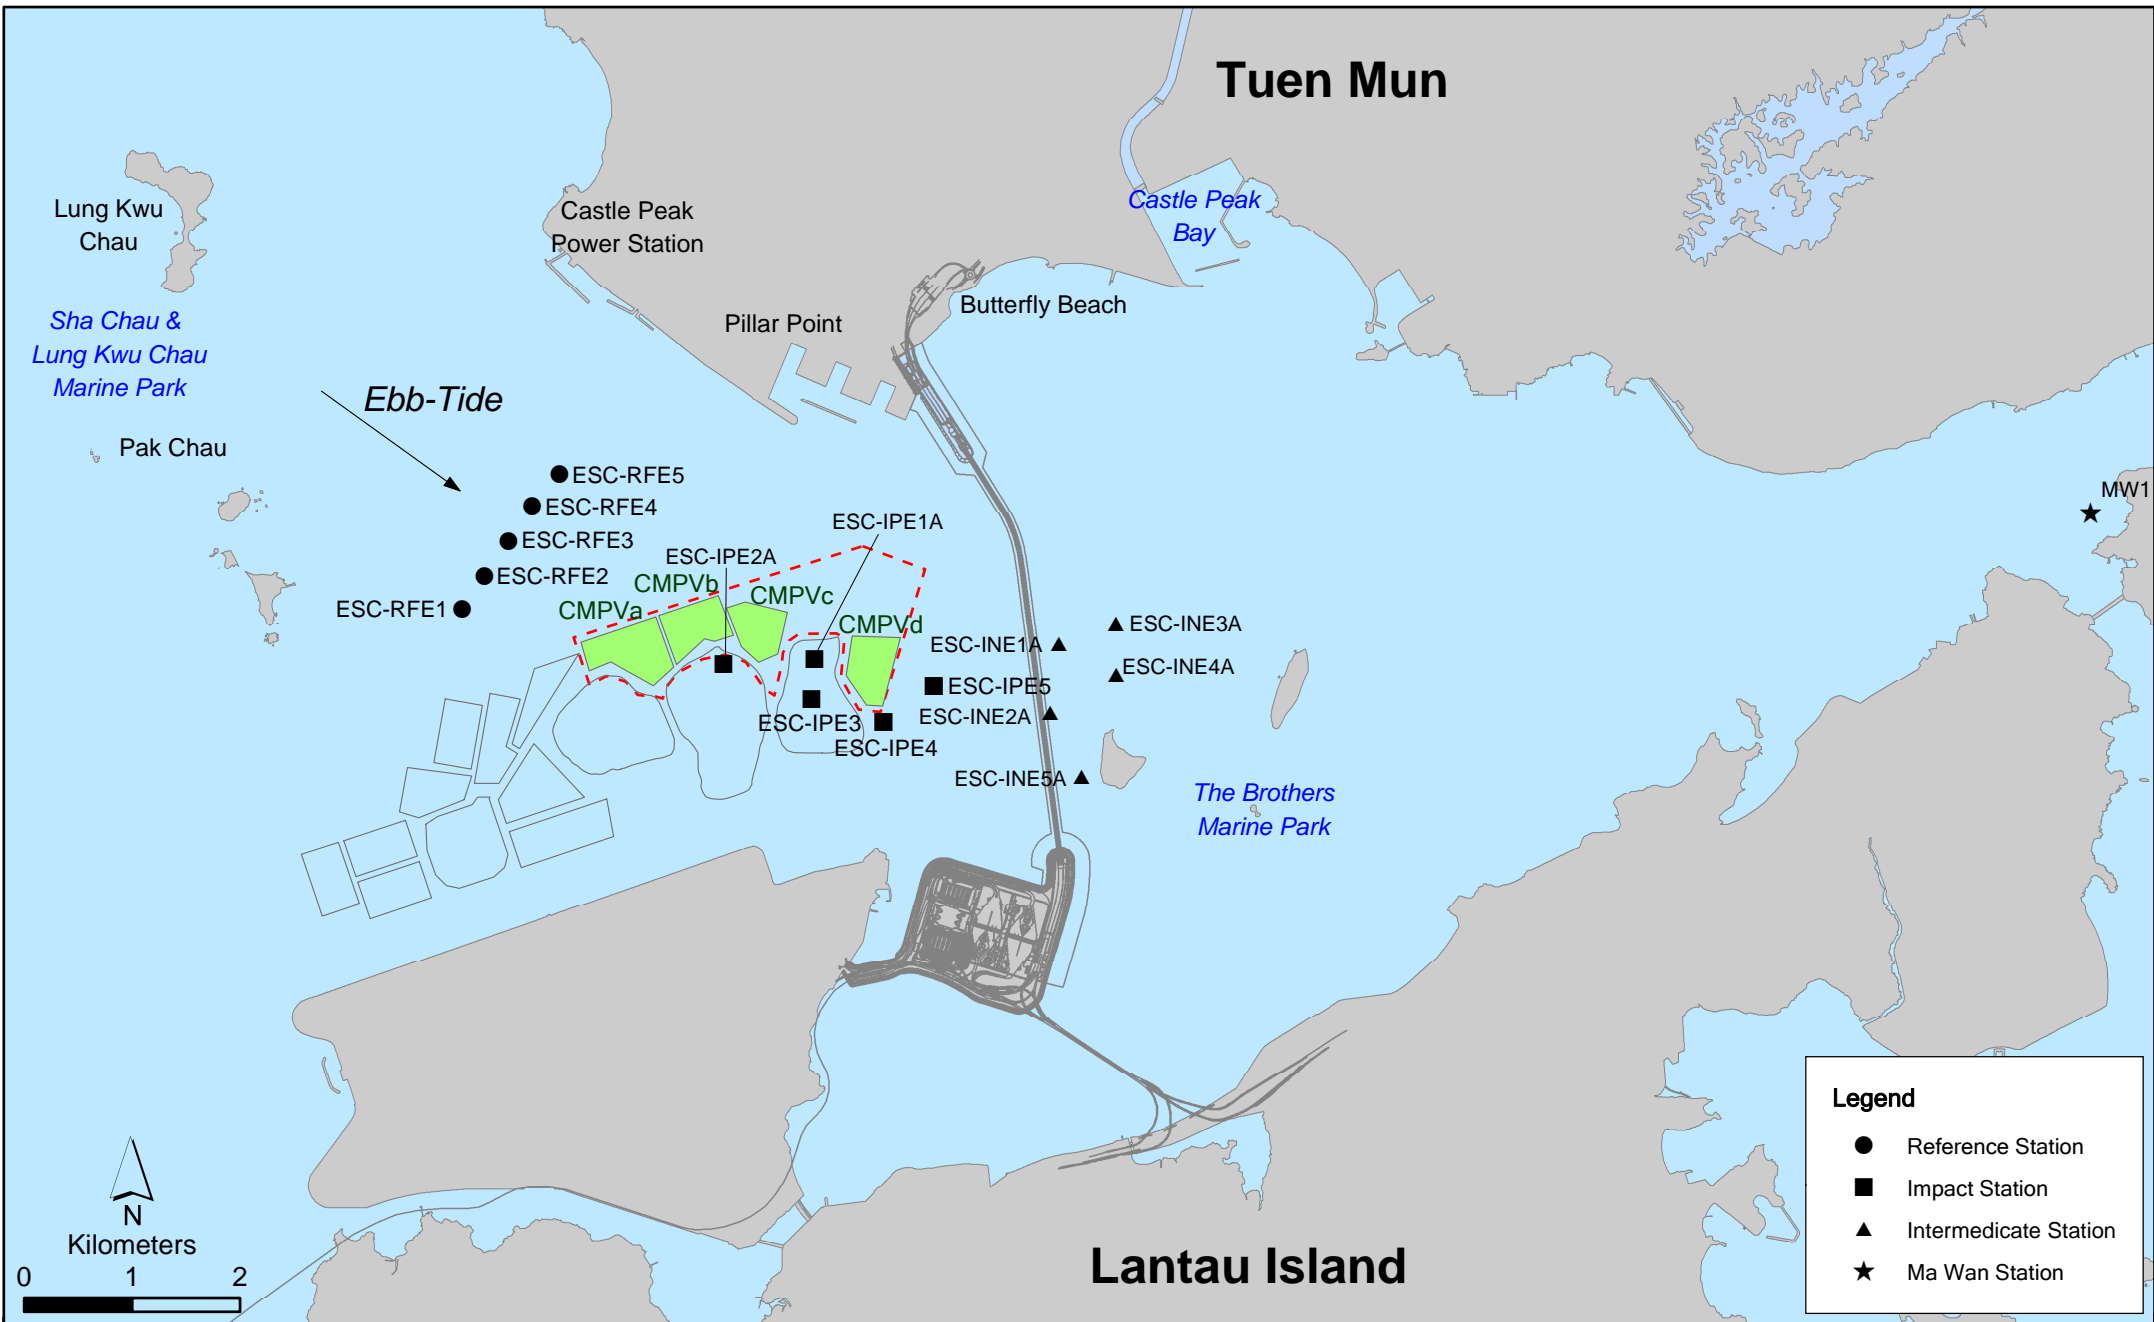 Tuen Mun
Lung Kwu
Chau
Castle Peak
Power Station
Castle Peak
Bay
Sha Chau &
Lung Kwu Chau
Marine Park
Pillar Point
Butterfly Beach
Ebb-Tide
Pak Chau
ESC-RFE5
ESC-RFE4
ESC-RFE3
ESC-RFE2
ESC-RFE1
MW1
ESC-IPE1A
ESC-IPE2A
CMPVb
CMPVa
CMPVc
CMPVd
ESC-INE3A
ESC-INE1A
ESC-INE4A
ESC-IPE5
ESC-INE2A
ESC-IPE3
ESC-IPE4
ESC-INE5A
The Brothers
Marine Park
Lantau Island
N
Kilometers
0 1 2
Legend
Reference Station
Impact Station
Intermedicate Station
Ma Wan Station